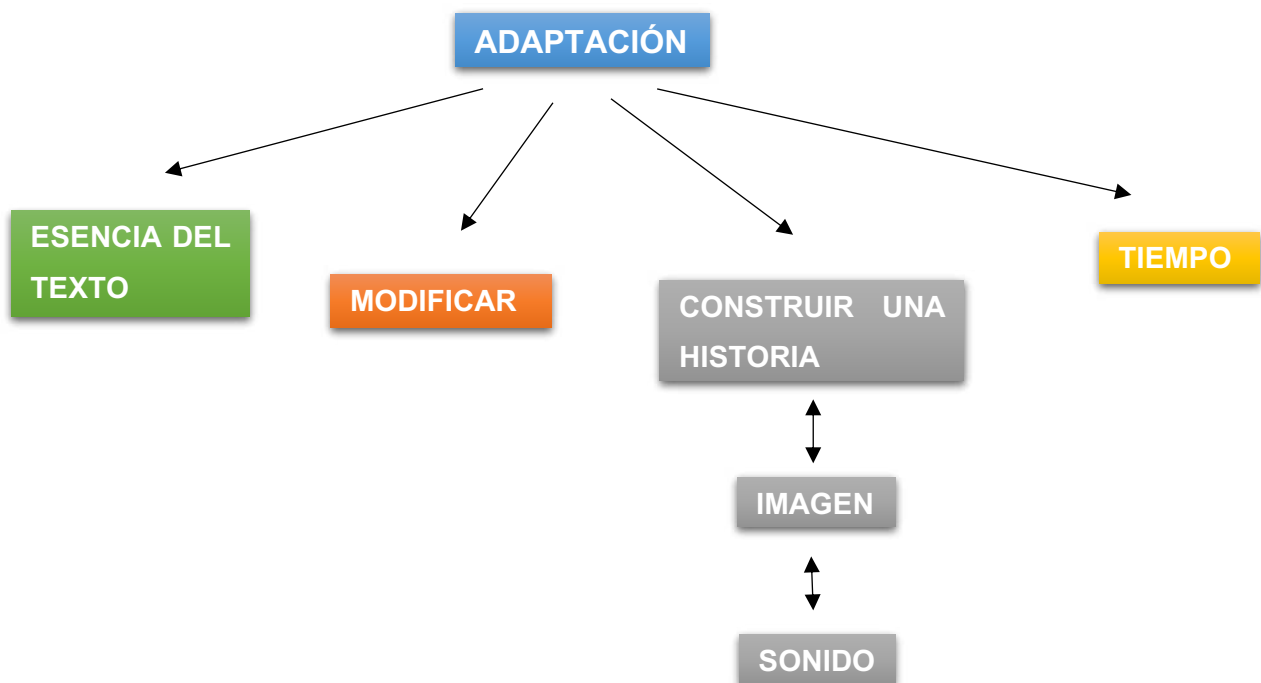 ADAPTACIÓN
ESENCIA DEL
TEXTO
MODIFICAR
CONSTRUIR UNA
HISTORIA
TIEMPO
IMAGEN
SONIDO